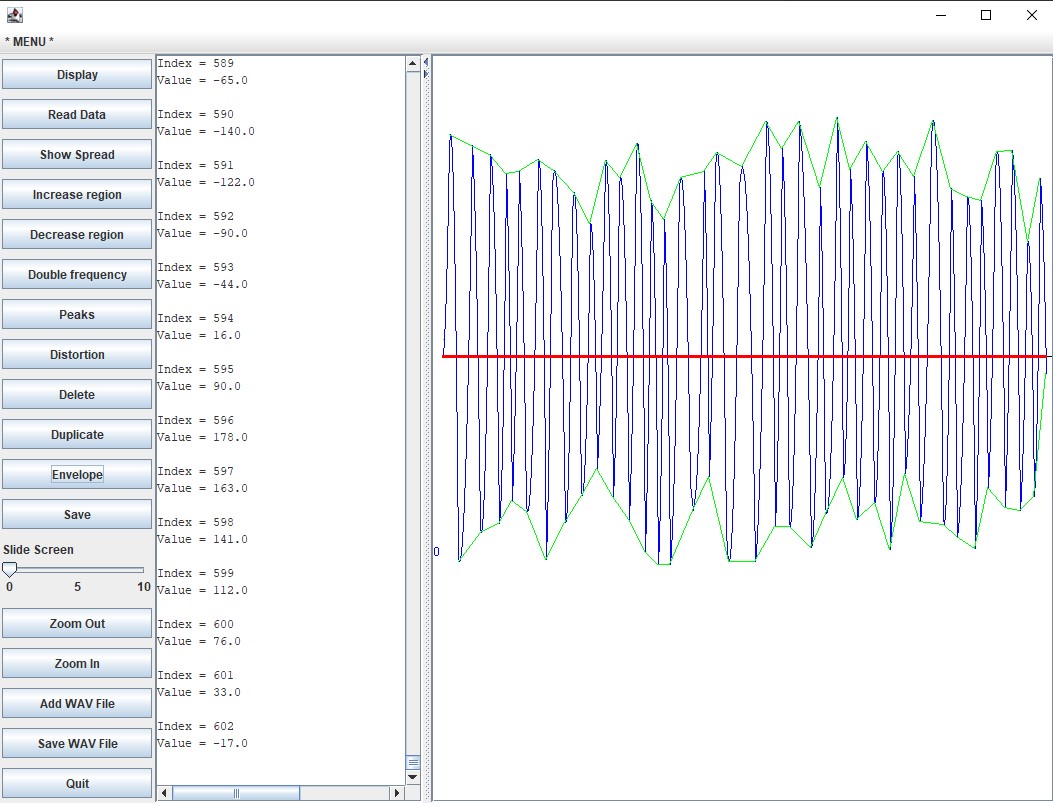 * MENU *
Display
Read Data
Show Spread
Increase region
Decrease region
Double frequency
Peaks
Distortion
Delete
Duplicate
Envelope
Save
Slide Screen
0 5 10
Zoom Out
Zoom In
Add WAV File
Save WAV File
Quit
Index = 589
Value = -65.0
Index = 590
Value = -140.0
Index = 591
Value = -122.0
Index = 592
Value = -90.0
Index = 593
Value = -44.0
Index = 594
Value = 16.0
Index = 595
Value = 90.0
Index = 596
Value = 178.0
Index = 597
Value = 163.0
Index = 598
Value = 141.0
Index = 599
Value = 112.0
Index = 600
Value = 76.0
Index = 601
Value = 33.0
Index = 602
Value = -17.0
0